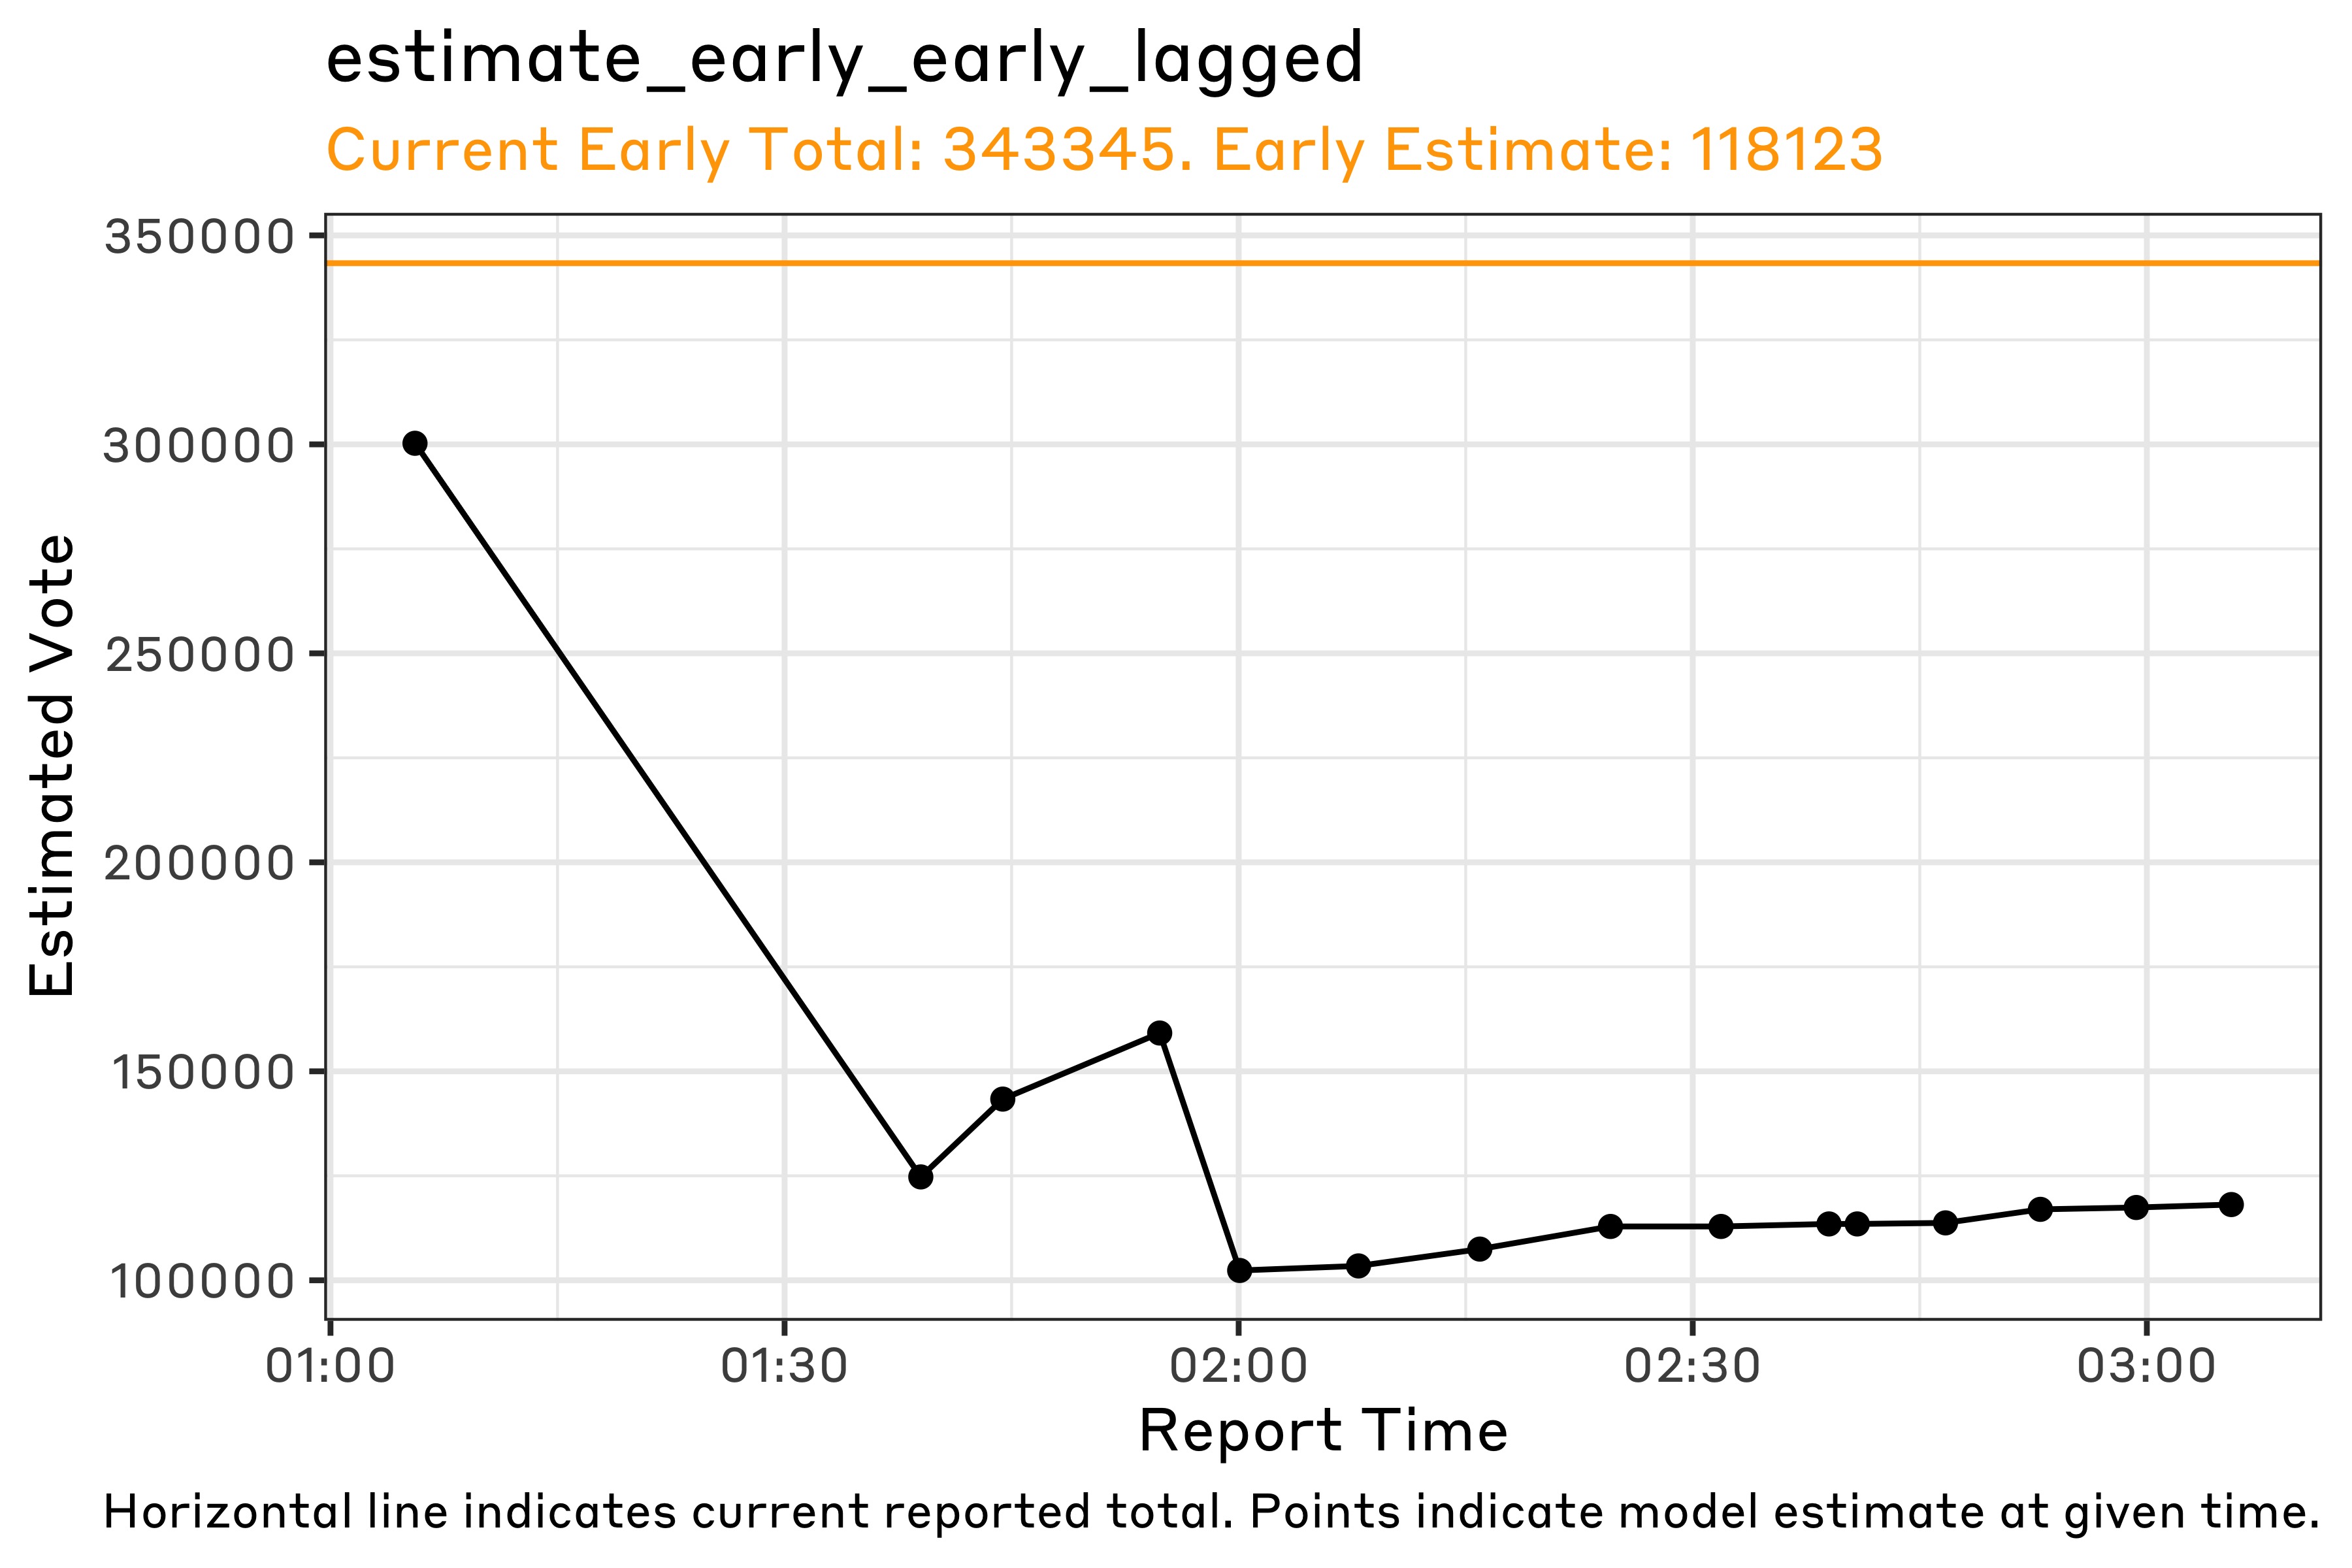 estimate_early_early_lagged
Current Early Total: 343345. Early Estimate: 118123
350000
300000
250000
200000
150000
100000
Estimated Vote
01:00 01:30 02:00 02:30 03:00
Report Time
Horizontal line indicates current reported total. Points indicate model estimate at given time.